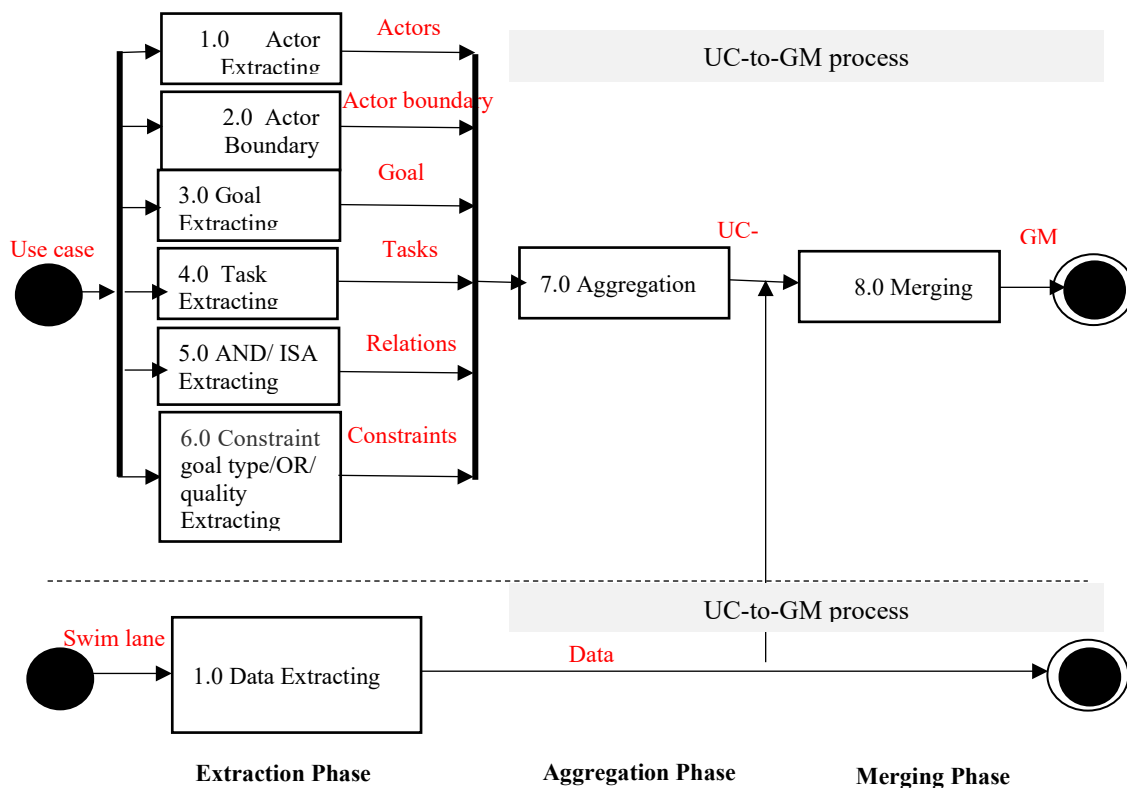 1.0 Actor
Extracting
Actors
UC-to-GM process
2.0 Actor
Boundary
Actor boundary
3.0 Goal
Extracting
Goal
Use case
4.0 Task
Extracting
Tasks
7.0 Aggregation
UC-
8.0 Merging
GM
5.0 AND/ ISA
Extracting
Relations
6.0 Constraint
goal type/OR/
quality
Extracting
Constraints
UC-to-GM process
Swim lane
1.0 Data Extracting
Data
Extraction Phase
Aggregation Phase
Merging Phase